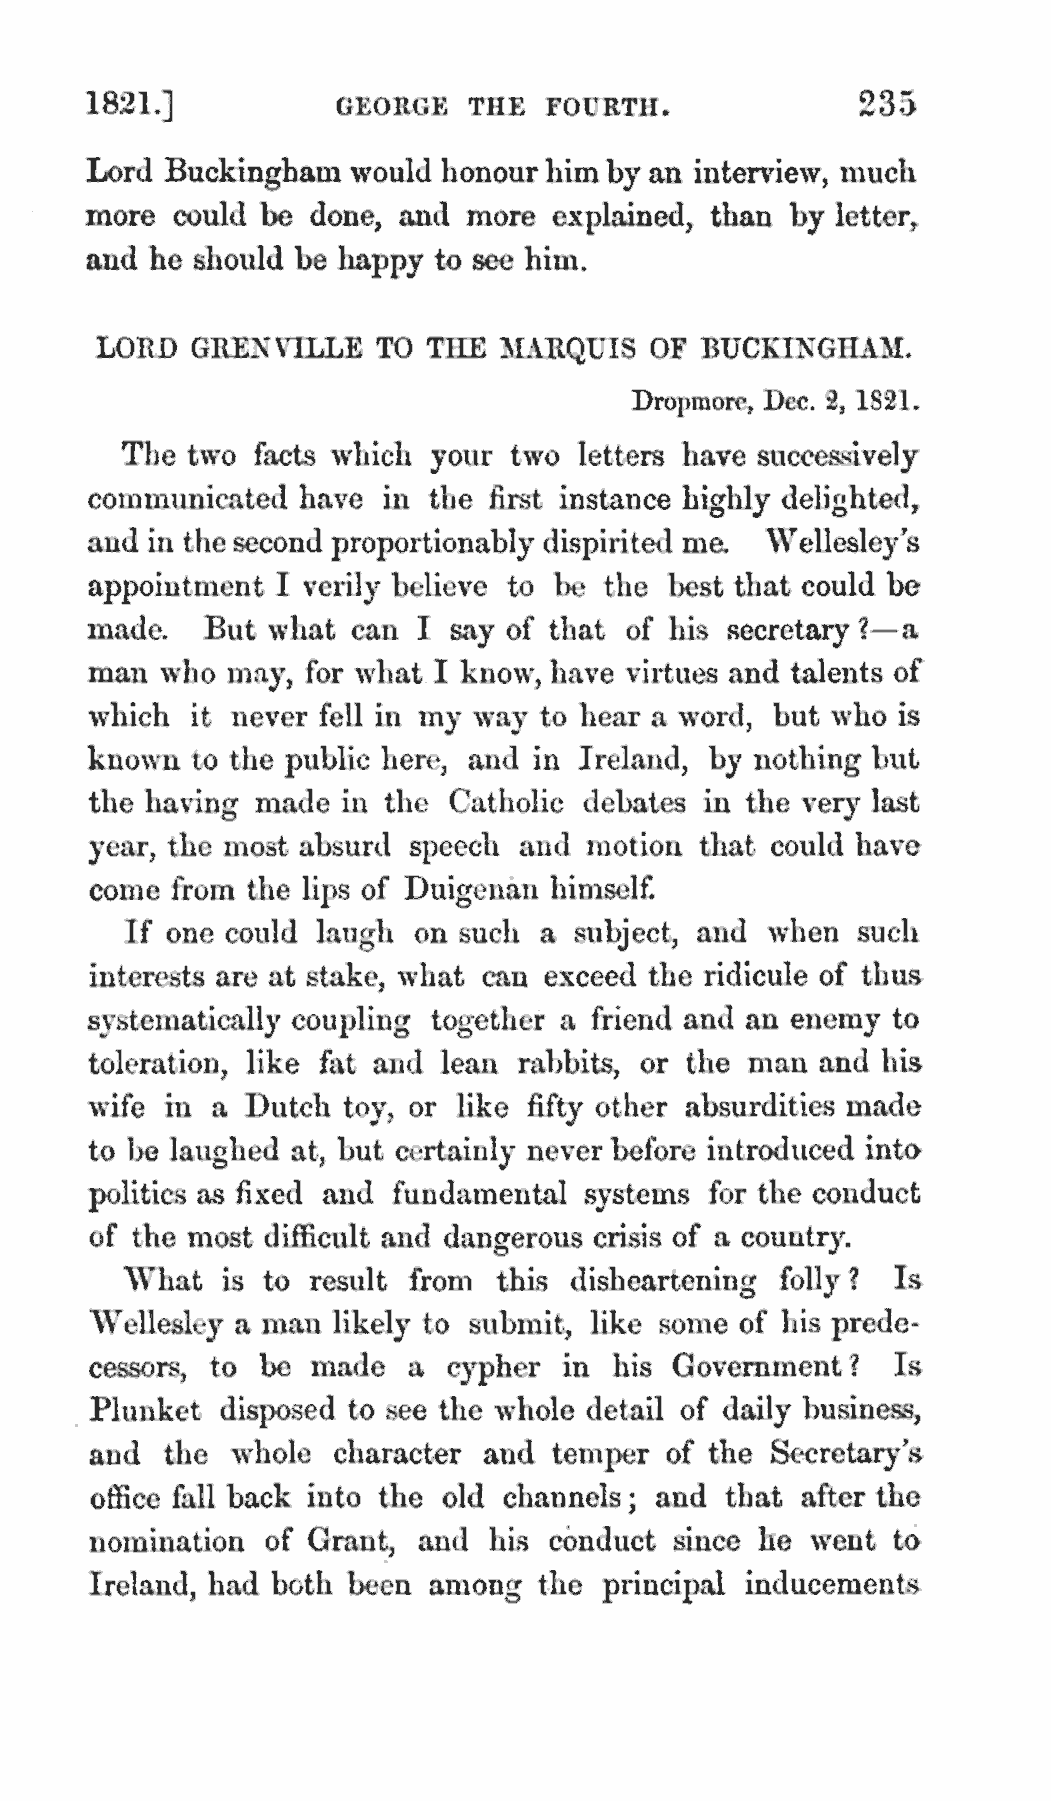 1821.] GEORGE THE FOURTH. 235
Lord Buckingham would honour him by an interview, much
more could be done, and more explained, than by letter,
and he should be happy to see him.
LORD GRENVILLE TO THE MARQUIS OF BUCKINGHAM.
Dropmore, Dec. 2, 1821.
The two facts which your two letters have successively
communicated have in the first instance highly delighted,
and in the second proportionably dispirited me. Wellesley's
appointment I verily believe to be the best that could be
made. But what can I say of that of his secretary?—a
man who may, for what I know, have virtues and talents of
which it never fell in my way to hear a word, but who is
known to the public here, and in Ireland, by nothing but
the having made in the Catholic debates in the very last
year, the most absurd speech and motion that could have
come from the lips of Duigenan himself.
If one could laugh on such a subject, and when such
interests are at stake, what can exceed the ridicule of thus
systematically coupling together a friend and an enemy to
toleration, like fat and lean rabbits, or the man and his
wife in a Dutch toy, or like fifty other absurdities made
to be laughed at, but certainly never before introduced into
politics as fixed and fundamental systems for the conduct
of the most difficult and dangerous crisis of a country.
What is to result from this disheartening folly? Is
Wellesley a man likely to submit, like some of his prede-
cessors, to be made a cypher in his Government? Is
Plunket disposed to see the whole detail of daily business,
and the whole character and temper of the Secretary's
office fall back into the old channels; and that after the
nomination of Grant, and his conduct since he went to
Ireland, had both been among the principal inducements